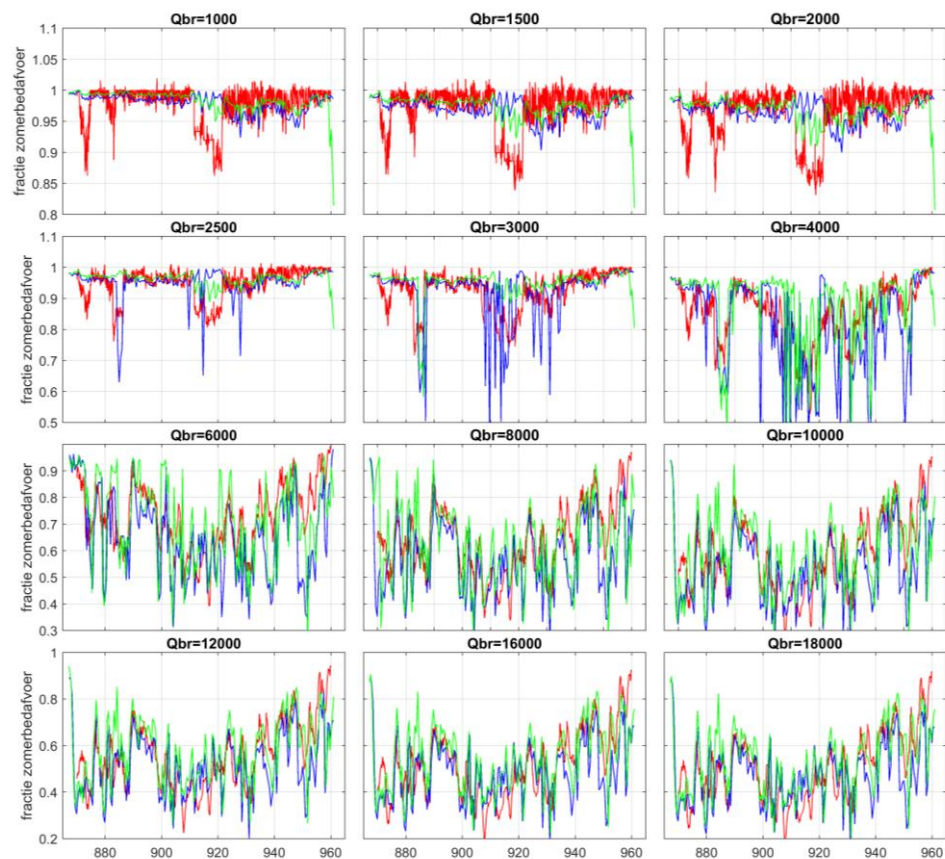 Qbr=1000 Qbr=1500 Qbr=2000
fractie zomerbedafvoer
1.1
1.05
1
0.95
0.9
0.85
0.8
Qbr=2500 Qbr=3000 Qbr=4000
fractie zomerbedafvoer
1.1
1
0.9
0.8
0.7
0.6
0.5
Qbr=6000 Qbr=8000 Qbr=10000
fractie zomerbedafvoer
0.9
0.8
0.7
0.6
0.5
0.4
0.3
Qbr=12000 Qbr=16000 Qbr=18000
fractie zomerbedafvoer
1
0.8
0.6
0.4
0.2
880 900 920 940 960 880 900 920 940 960 880 900 920 940 960